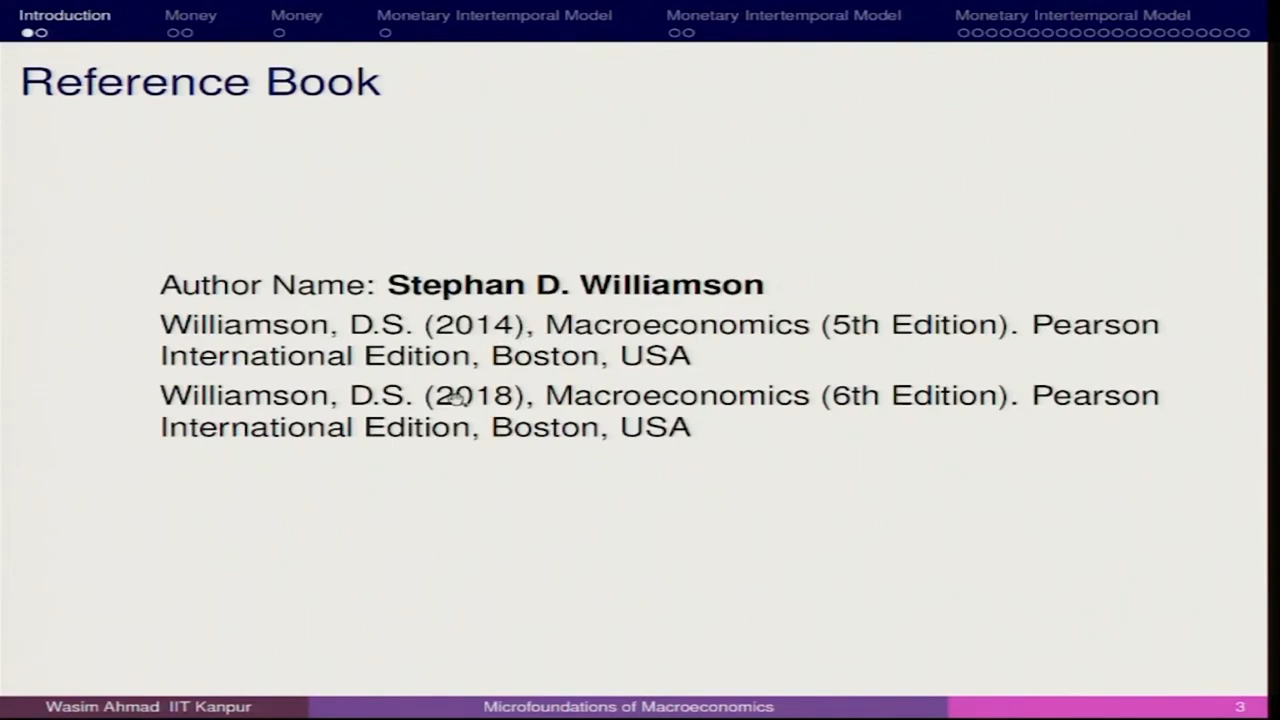 Introduction Money Money Monetary Intertemporal Model Monetary Intertemporal Model Monetary Intertemporal Model
Reference Book
Author Name: Stephan D. Williamson
Williamson, D.S. (2014), Macroeconomics (5th Edition). Pearson
International Edition, Boston, USA
Williamson, D.S. (2018), Macroeconomics (6th Edition). Pearson
International Edition, Boston, USA
Wasim Ahmad IIT Kanpur Microfoundations of Macroeconomics 3